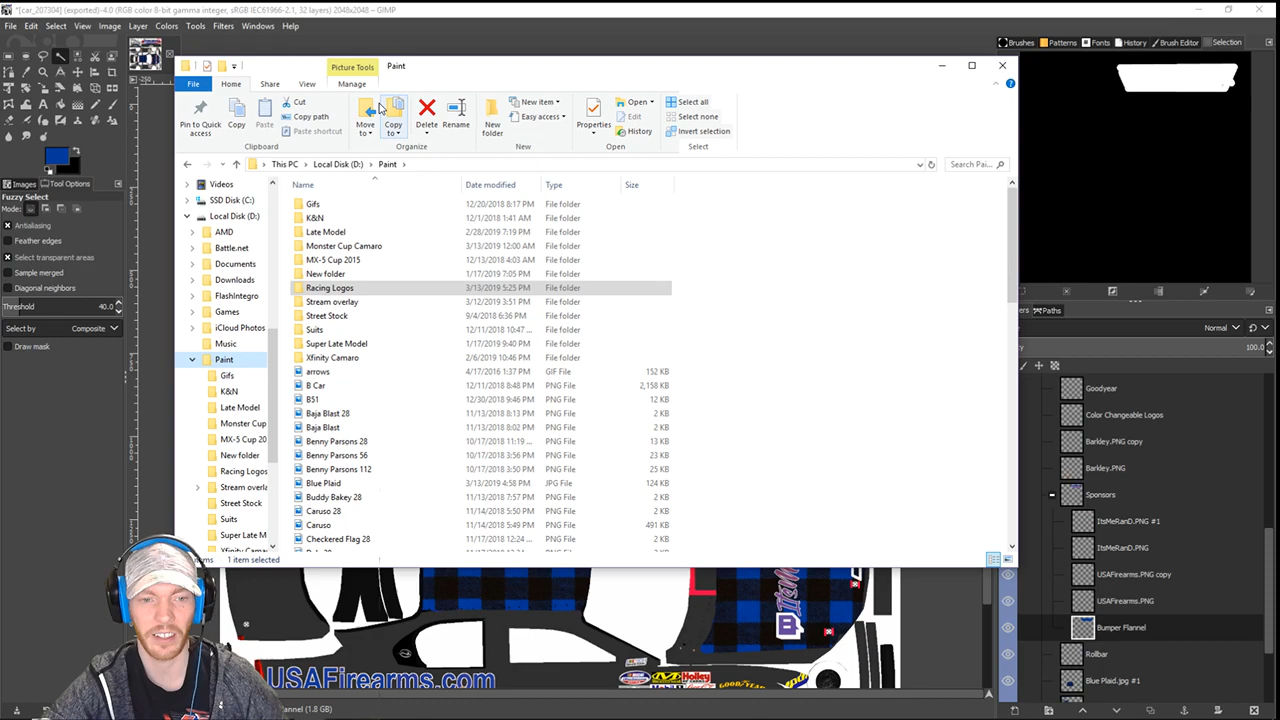 *[car_207304] (exported)-4.0 (RGB color 8-bit gamma integer, sRGB IEC61966-2.1, 32 layers) 2048x2048 – GIMP
File Edit Select View Image Layer Colors Tools Filters Windows Help
Brushes Patterns Fonts History Brush Editor Selection
Picture Tools Paint
File Home Share View Manage
Pin to Quick access
Copy
Paste
Cut
Copy path
Paste shortcut
Clipboard
Move to
Copy to
Delete
Rename
Organize
New folder
New item
Easy access
New
Properties
Open
Edit
History
Open
Select all
Select none
Invert selection
Select
This PC > Local Disk (D:) > Paint >
Search Pai...
Images Tool Options
Fuzzy Select
Mode:
Antialiasing
Feather edges
Select transparent areas
Sample merged
Diagonal neighbors
Threshold 40.0
Select by Composite
Draw mask
Videos
SSD Disk (C:)
Local Disk (D:)
AMD
Battle.net
Documents
Downloads
FlashIntegro
Games
iCloud Photos
Music
Paint
Gifs
K&N
Late Model
Monster Cup
MX-5 Cup 20
New folder
Racing Logos
Stream overla
Street Stock
Suits
Super Late M
Xfinity Camar
Name Date modified Type Size
Gifs 12/20/2018 8:17 PM File folder
K&N 12/1/2018 1:41 AM File folder
Late Model 2/28/2019 7:19 PM File folder
Monster Cup Camaro 3/13/2019 12:00 AM File folder
MX-5 Cup 2015 12/13/2018 4:03 AM File folder
New folder 1/17/2019 7:05 PM File folder
Racing Logos 3/13/2019 5:25 PM File folder
Stream overlay 3/12/2019 3:51 PM File folder
Street Stock 9/4/2018 6:36 PM File folder
Suits 12/11/2018 10:47 ... File folder
Super Late Model 1/17/2019 9:40 PM File folder
Xfinity Camaro 2/6/2019 10:46 PM File folder
arrows 4/17/2016 1:37 PM GIF File 152 KB
B Car 12/11/2018 8:48 PM PNG File 2,158 KB
B51 12/30/2018 9:46 PM PNG File 12 KB
Baja Blast 28 11/13/2018 8:13 PM PNG File 2 KB
Baja Blast 11/13/2018 8:02 PM PNG File 2 KB
Benny Parsons 28 10/17/2018 11:19 ... PNG File 13 KB
Benny Parsons 56 10/17/2018 3:56 PM PNG File 23 KB
Benny Parsons 112 10/17/2018 3:50 PM PNG File 25 KB
Blue Plaid 3/13/2019 4:58 PM JPG File 124 KB
Buddy Bakey 28 11/13/2018 7:57 PM PNG File 2 KB
Caruso 28 11/14/2018 5:50 PM PNG File 2 KB
Caruso 11/14/2018 5:49 PM PNG File 491 KB
Checkered Flag 28 11/17/2018 12:24 ... PNG File 2 KB
1 item selected
Paths
Normal
100.0
Goodyear
Color Changeable Logos
Barkley.PNG copy
Barkley.PNG
Sponsors
ItsMeRanD.PNG #1
ItsMeRanD.PNG
USAFirearms.PNG copy
USAFirearms.PNG
Bumper Flannel
Rollbar
Blue Plaid.jpg #1
USAFirearms.com
Holley
hannel (1.8 GB)